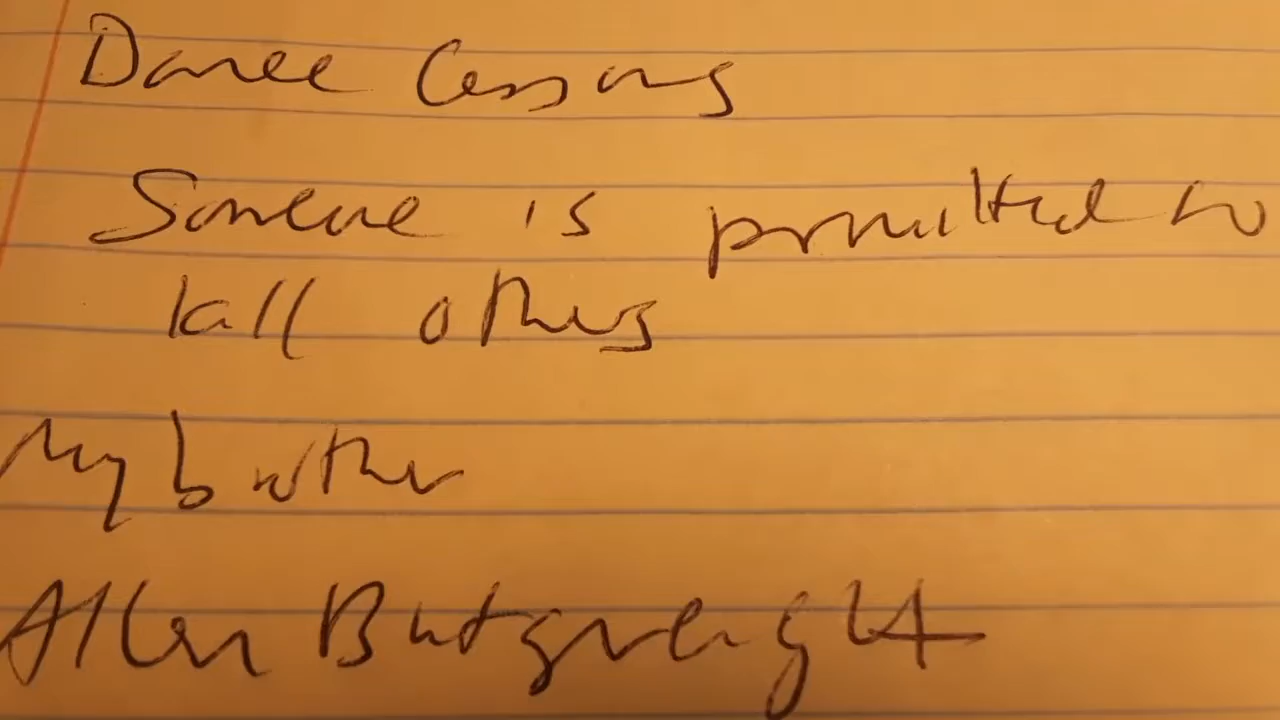 Dance Lessons
Someone is permitted to
kill others
My brother
Allen